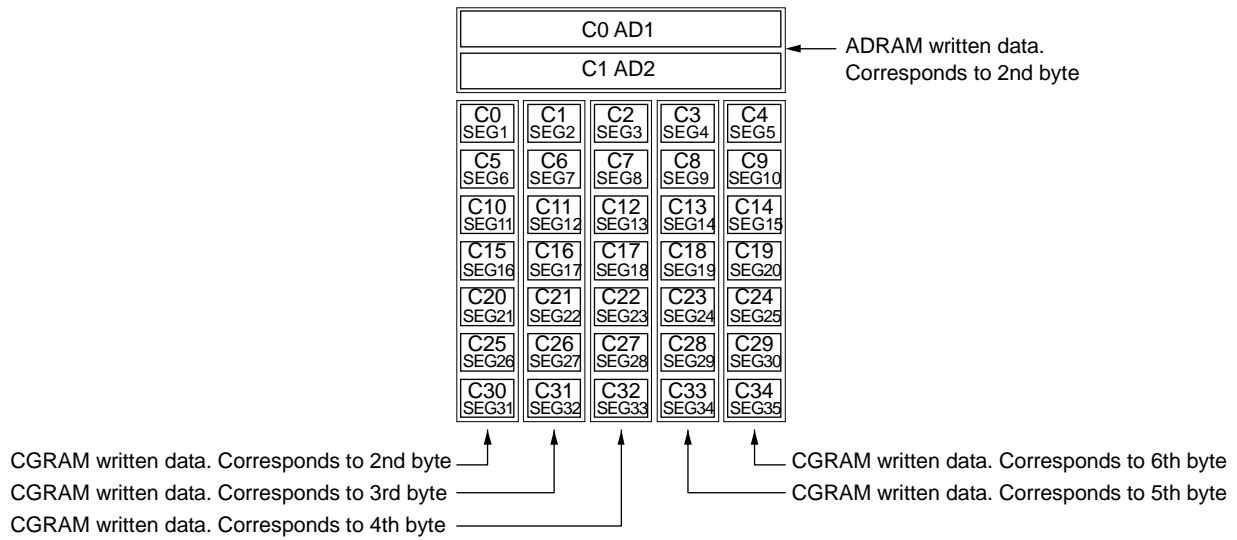 C0 AD1
C1 AD2
ADRAM written data.
Corresponds to 2nd byte
C0 C1 C2 C3 C4
SEG1 SEG2 SEG3 SEG4 SEG5
C5 C6 C7 C8 C9
SEG6 SEG7 SEG8 SEG9 SEG10
C10 C11 C12 C13 C14
SEG11 SEG12 SEG13 SEG14 SEG15
C15 C16 C17 C18 C19
SEG16 SEG17 SEG18 SEG19 SEG20
C20 C21 C22 C23 C24
SEG21 SEG22 SEG23 SEG24 SEG25
C25 C26 C27 C28 C29
SEG26 SEG27 SEG28 SEG29 SEG30
C30 C31 C32 C33 C34
SEG31 SEG32 SEG33 SEG34 SEG35
CGRAM written data. Corresponds to 2nd byte
CGRAM written data. Corresponds to 3rd byte
CGRAM written data. Corresponds to 4th byte
CGRAM written data. Corresponds to 6th byte
CGRAM written data. Corresponds to 5th byte